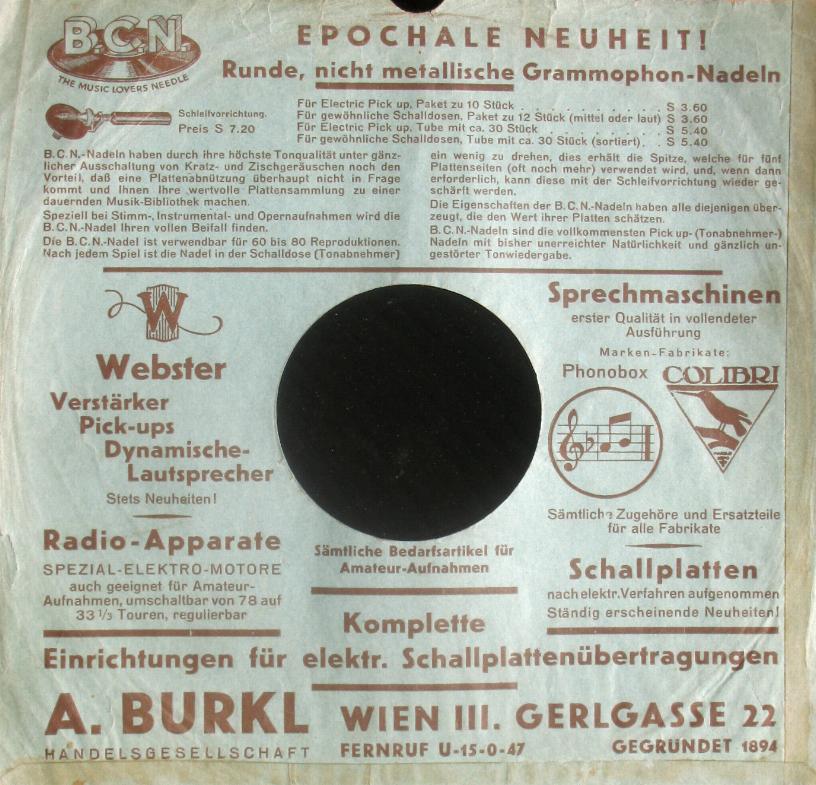 B.C.N.
THE MUSIC LOVERS NEEDLE
EPOCHALE NEUHEIT!
Runde, nicht metallische Grammophon-Nadeln
Schleifvorrichtung.
Preis S 7.20
Für Electric Pick up, Paket zu 10 Stück . . . . . . . . . . . . S 3.60
Für gewöhnliche Schalldosen, Paket zu 12 Stück (mittel oder laut) S 3.60
Für Electric Pick up, Tube mit ca. 30 Stück . . . . . . . . . . S 5.40
Für gewöhnliche Schalldosen, Tube mit ca. 30 Stück (sortiert) . S 5.40
B.C.N.-Nadeln haben durch ihre höchste Tonqualität unter gänz-
licher Ausschaltung von Kratz- und Zischgeräuschen noch den
Vorteil, daß eine Plattenabnützung überhaupt nicht in Frage
kommt und Ihnen Ihre wertvolle Plattensammlung zu einer
dauernden Musik-Bibliothek machen.
Speziell bei Stimm-, Instrumental- und Opernaufnahmen wird die
B.C.N.-Nadel Ihren vollen Beifall finden.
Die B.C.N.-Nadel ist verwendbar für 60 bis 80 Reproduktionen.
Nach jedem Spiel ist die Nadel in der Schalldose (Tonabnehmer)
ein wenig zu drehen, dies erhält die Spitze, welche für fünf
Plattenseiten (oft noch mehr) verwendet wird, und, wenn dann
erforderlich, kann diese mit der Schleifvorrichtung wieder ge-
schärft werden.
Die Eigenschaften der B.C.N.-Nadeln haben alle diejenigen über-
zeugt, die den Wert ihrer Platten schätzen.
B.C.N.-Nadeln sind die vollkommensten Pick up-(Tonabnehmer-)
Nadeln mit bisher unerreichter Natürlichkeit und gänzlich un-
gestörter Tonwiedergabe.
W
Webster
Verstärker
Pick-ups
Dynamische-
Lautsprecher
Stets Neuheiten!
Radio-Apparate
SPEZIAL-ELEKTRO-MOTORE
auch geeignet für Amateur-
Aufnahmen, umschaltbar von 78 auf
33 1/3 Touren, regulierbar
Sämtliche Bedarfsartikel für
Amateur-Aufnahmen
Sprechmaschinen
erster Qualität in vollendeter
Ausführung
Marken-Fabrikate:
Phonobox COLIBRI
Sämtliche Zugehöre und Ersatzteile
für alle Fabrikate
Schallplatten
nach elektr. Verfahren aufgenommen
Ständig erscheinende Neuheiten!
Komplette
Einrichtungen für elektr. Schallplattenübertragungen
A. BURKL WIEN III. GERLGASSE 22
HANDELSGESELLSCHAFT FERNRUF U-15-0-47 GEGRÜNDET 1894